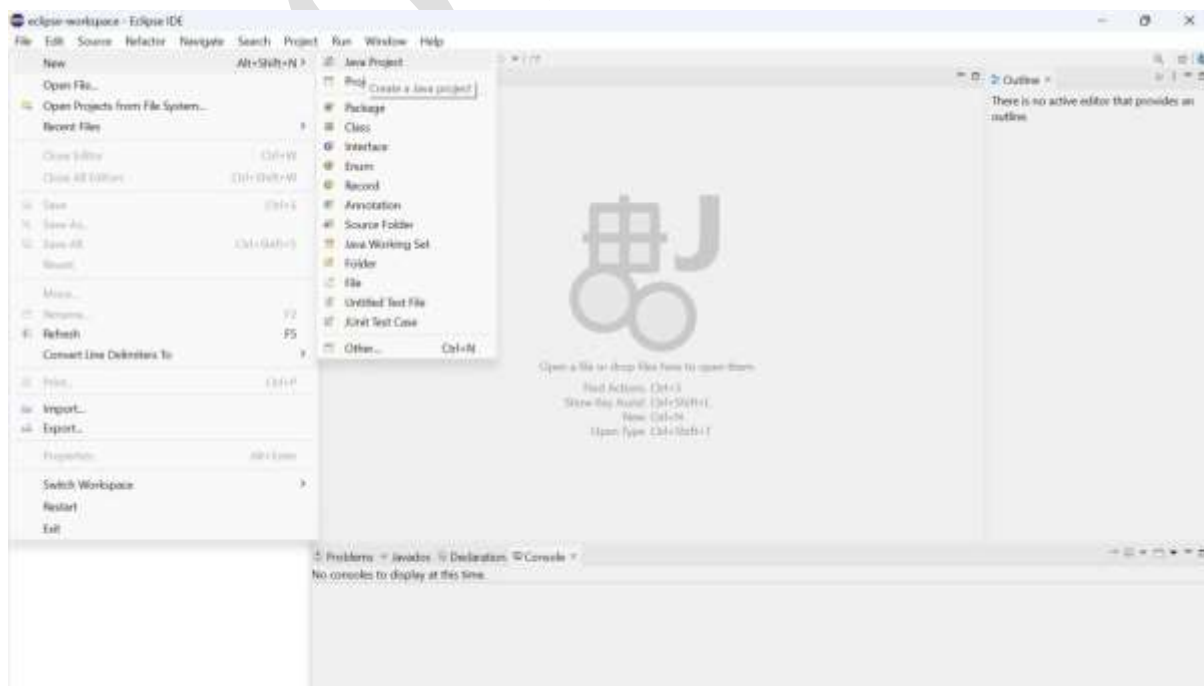 eclipse-workspace - Eclipse IDE
File Edit Source Refactor Navigate Search Project Run Window Help
New Alt+Shift+N
Open File...
Open Projects from File System...
Recent Files
Close Editor Ctrl+W
Close All Editors Ctrl+Shift+W
Save Ctrl+S
Save As...
Save All Ctrl+Shift+S
Revert
Move...
Rename... F2
Refresh F5
Convert Line Delimiters To
Print... Ctrl+P
Import...
Export...
Properties Alt+Enter
Switch Workspace
Restart
Exit
Java Project
Proj
Create a Java project
Package
Class
Interface
Enum
Record
Annotation
Source Folder
Java Working Set
Folder
File
Untitled Text File
JUnit Test Case
Other... Ctrl+N
Open a file or drop files here to open them.
Find Actions Ctrl+3
Show Key Assist Ctrl+Shift+L
New Ctrl+N
Open Type Ctrl+Shift+T
Outline
There is no active editor that provides an
outline.
Problems Javadoc Declaration Console
No consoles to display at this time.